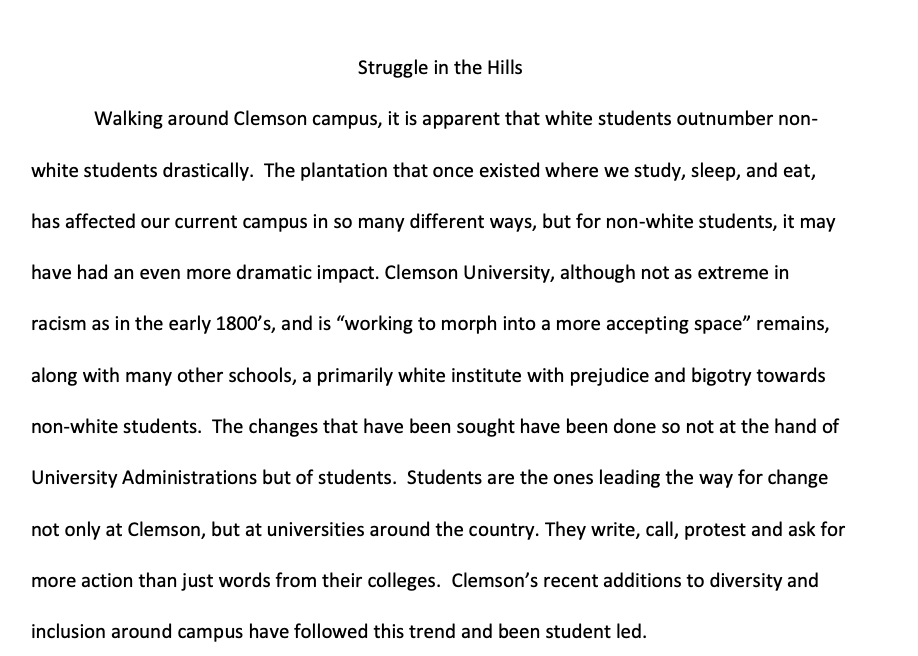 Struggle in the Hills
Walking around Clemson campus, it is apparent that white students outnumber non-
white students drastically.  The plantation that once existed where we study, sleep, and eat,
has affected our current campus in so many different ways, but for non-white students, it may
have had an even more dramatic impact. Clemson University, although not as extreme in
racism as in the early 1800’s, and is “working to morph into a more accepting space” remains,
along with many other schools, a primarily white institute with prejudice and bigotry towards
non-white students.  The changes that have been sought have been done so not at the hand of
University Administrations but of students.  Students are the ones leading the way for change
not only at Clemson, but at universities around the country. They write, call, protest and ask for
more action than just words from their colleges.  Clemson’s recent additions to diversity and
inclusion around campus have followed this trend and been student led.